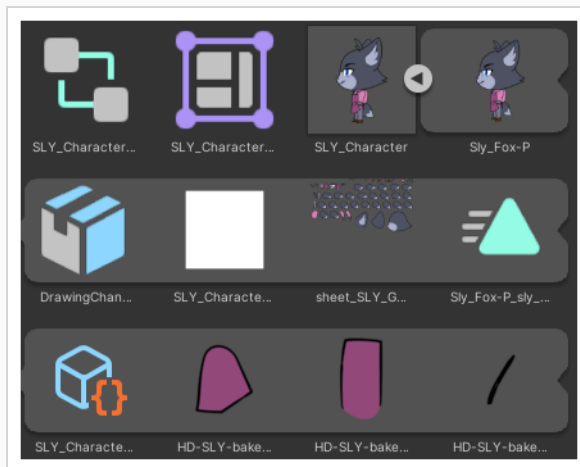 SLY_Character...
SLY_Character...
SLY_Character
Sly_Fox-P
DrawingChan...
SLY_Characte...
sheet_SLY_G...
Sly_Fox-P_sly_...
SLY_Characte...
HD-SLY-bake...
HD-SLY-bake...
HD-SLY-bake...